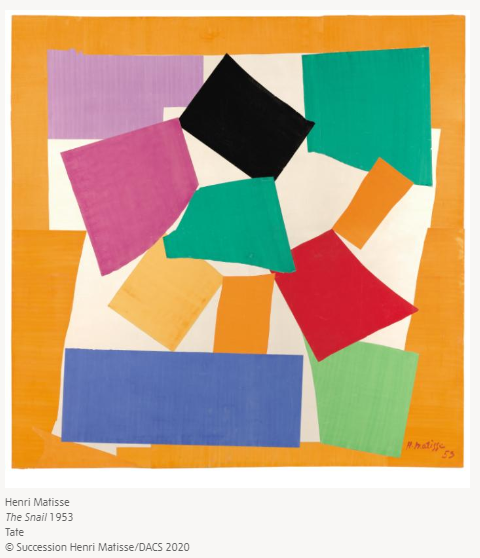 H. Matisse
53
Henri Matisse
The Snail 1953
Tate
© Succession Henri Matisse/DACS 2020